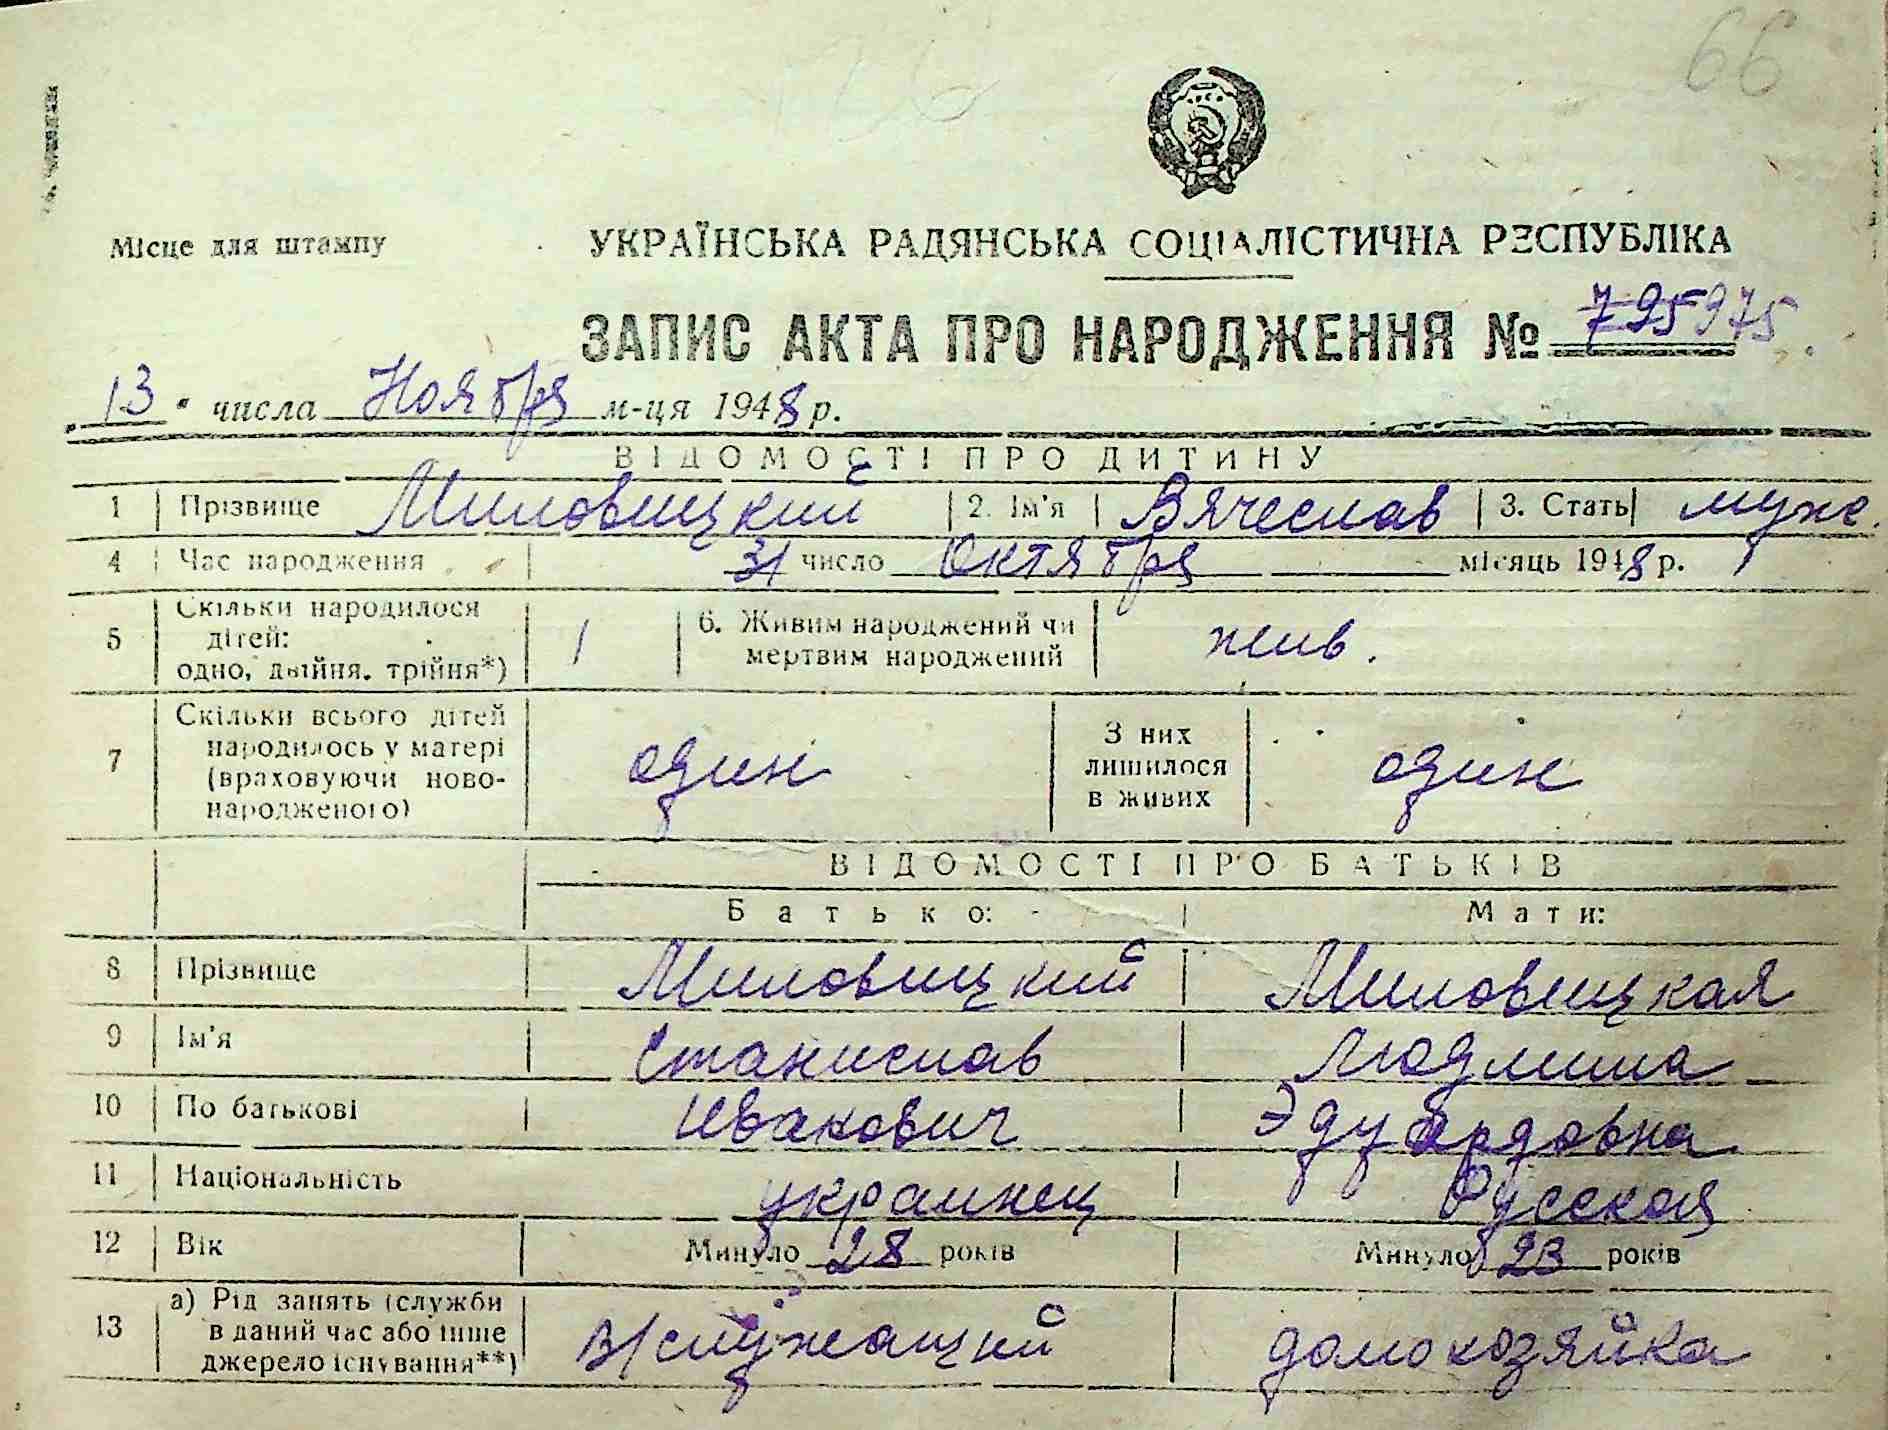 66
Місце для штампу
УКРАЇНСЬКА РАДЯНСЬКА СОЦІАЛІСТИЧНА РЕСПУБЛІКА
ЗАПИС АКТА ПРО НАРОДЖЕННЯ № 795 975
13 числа Ноября м-ця 1948 р.
ВІДОМОСТІ ПРО ДИТИНУ
1 Прізвище Миловицкий 2. Ім'я Вячеслав 3. Стать муж.
4 Час народження 31 число Октября місяць 1948 р.
5 Скільки народилося дітей: одно, двійня, трійня*) 1 6. Живим народжений чи мертвим народжений жив.
7 Скільки всього дітей народилось у матері (враховуючи ново-народженого) один З них лишилося в живих один
ВІДОМОСТІ ПРО БАТЬКІВ
Батько: Мати:
8 Прізвище Миловицкий Миловицкая
9 Ім'я Станислав Людмила
10 По батькові Иванович Эдуардовна
11 Національність украинец Русская
12 Вік Минуло 28 років Минуло 23 років
13 а) Рід занять (служби в даний час або інше джерело існування**) в/служащий домохозяйка